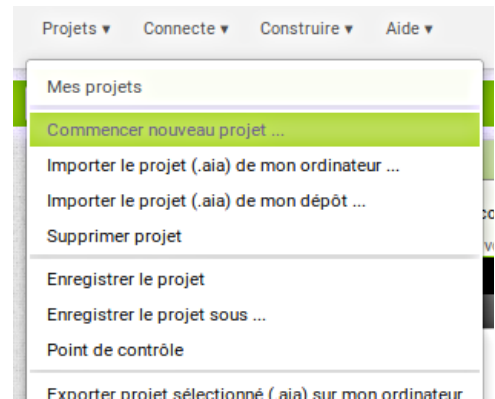 Projets ▾ Connecte ▾ Construire ▾ Aide ▾
Mes projets
Commencer nouveau projet ...
Importer le projet (.aia) de mon ordinateur ...
Importer le projet (.aia) de mon dépôt ...
Supprimer projet
Enregistrer le projet
Enregistrer le projet sous ...
Point de contrôle
Exporter projet sélectionné (.aia) sur mon ordinateur